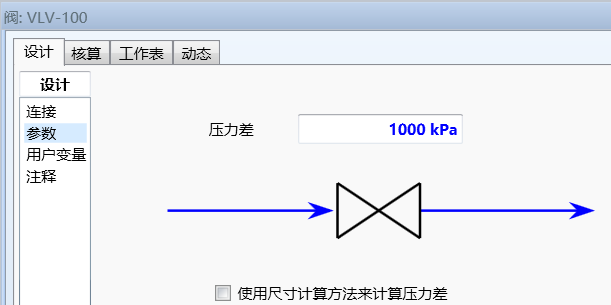 阀: VLV-100
设计 核算 工作表 动态
设计
连接
参数
用户变量
注释
压力差 1000 kPa
使用尺寸计算方法来计算压力差